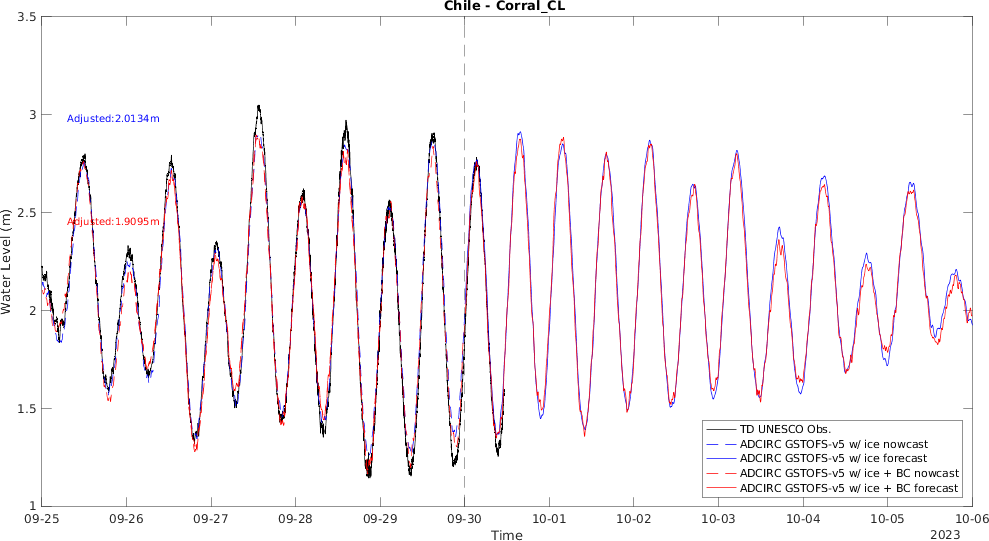 Chile - Corral_CL
3.5
3
2.5
2
1.5
1
Water Level (m)
Adjusted:2.0134m
Adjusted:1.9095m
TD UNESCO Obs.
ADCIRC GSTOFS-v5 w/ ice nowcast
ADCIRC GSTOFS-v5 w/ ice forecast
ADCIRC GSTOFS-v5 w/ ice + BC nowcast
ADCIRC GSTOFS-v5 w/ ice + BC forecast
09-25 09-26 09-27 09-28 09-29 09-30 10-01 10-02 10-03 10-04 10-05 10-06
Time
2023